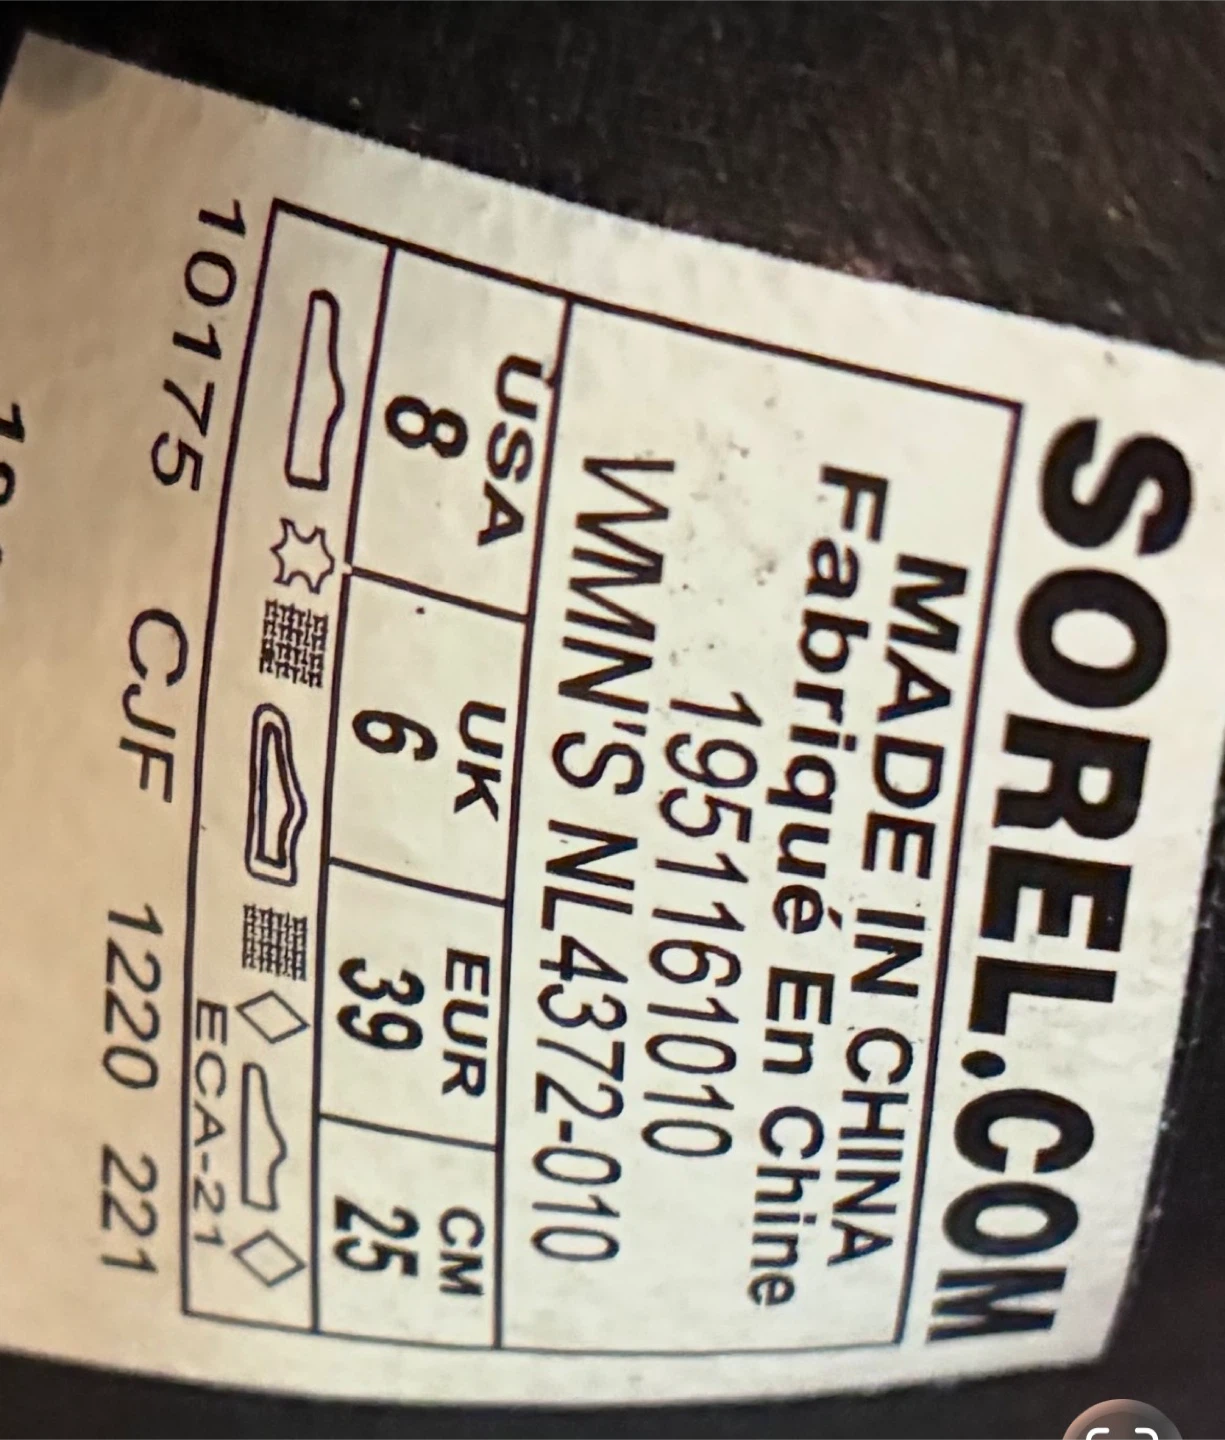 SOREL.COM
MADE IN CHINA
Fabriqué En Chine
1951161010
WMN'S NL4372-010
USA UK EUR CM
8 6 39 25
ECA-21
10175 CJF 1220 221